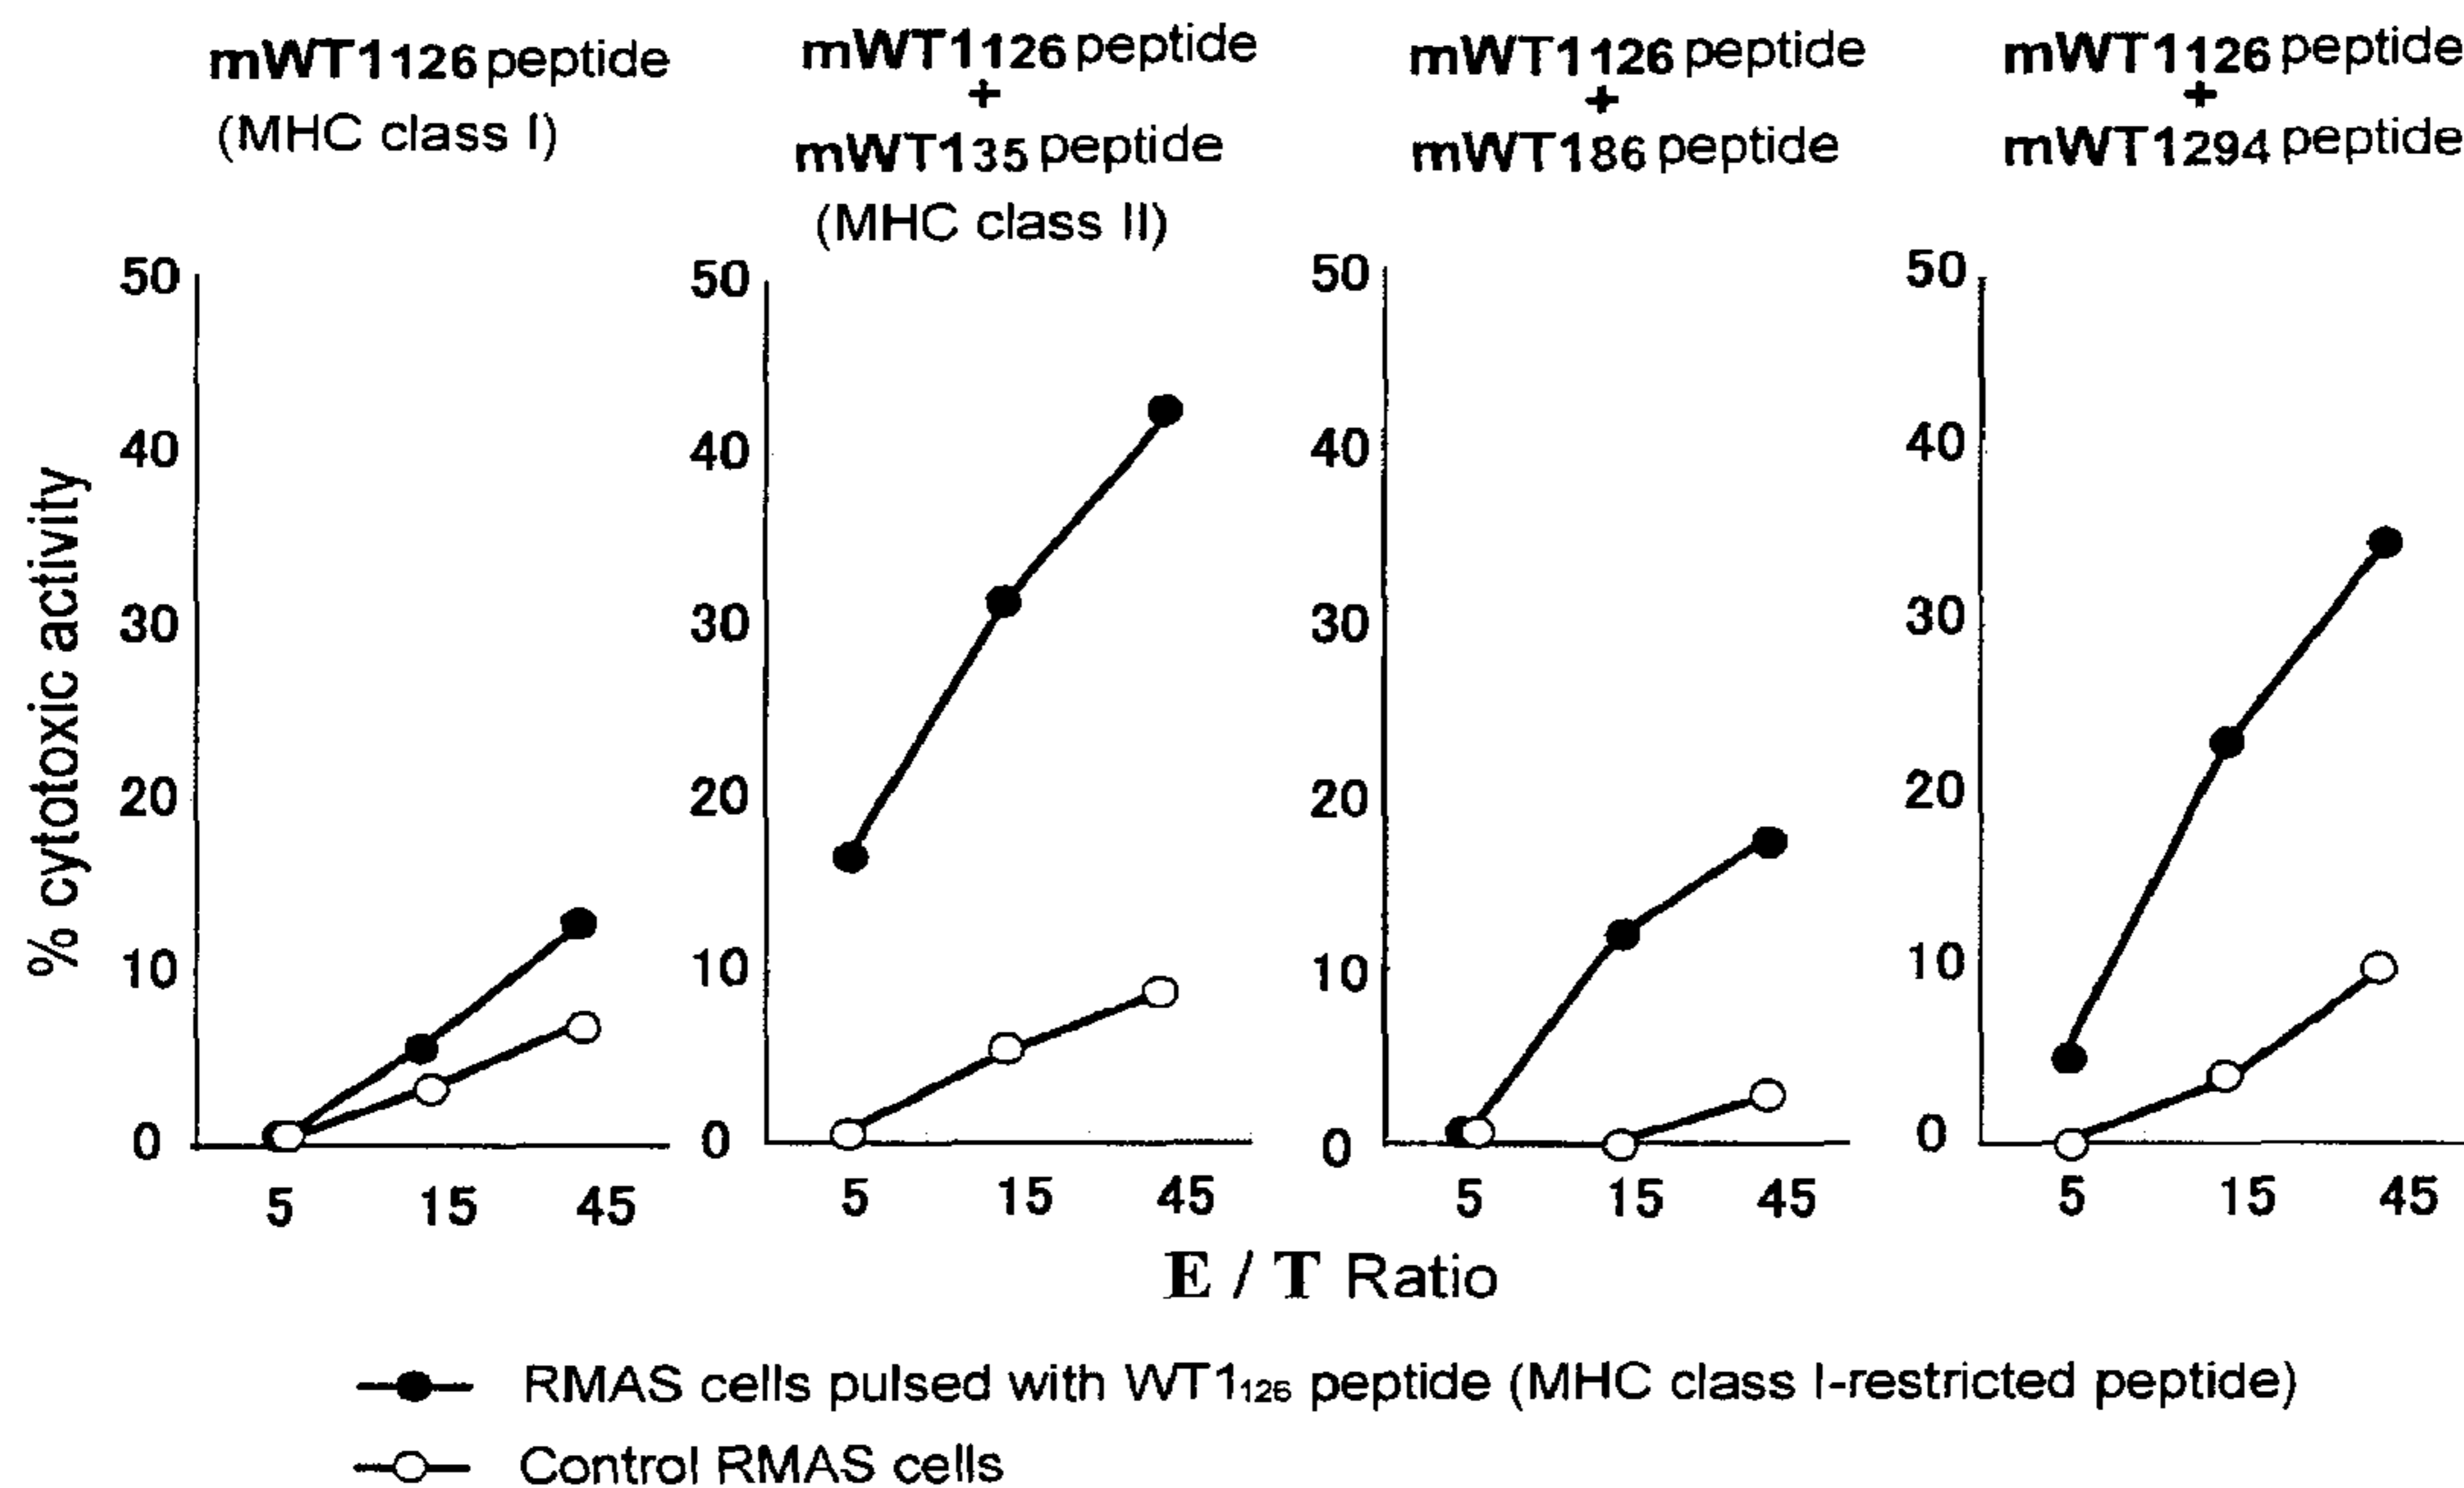 mWT1126 peptide
(MHC class I)
mWT1126 peptide
+
mWT135 peptide
(MHC class II)
mWT1126 peptide
+
mWT186 peptide
mWT1126 peptide
+
mWT1294 peptide
% cytotoxic activity
50
40
30
20
10
0
5 15 45
50
40
30
20
10
0
5 15 45
50
40
30
20
10
0
5 15 45
50
40
30
20
10
0
5 15 45
E / T Ratio
RMAS cells pulsed with WT1126 peptide (MHC class I-restricted peptide)
Control RMAS cells